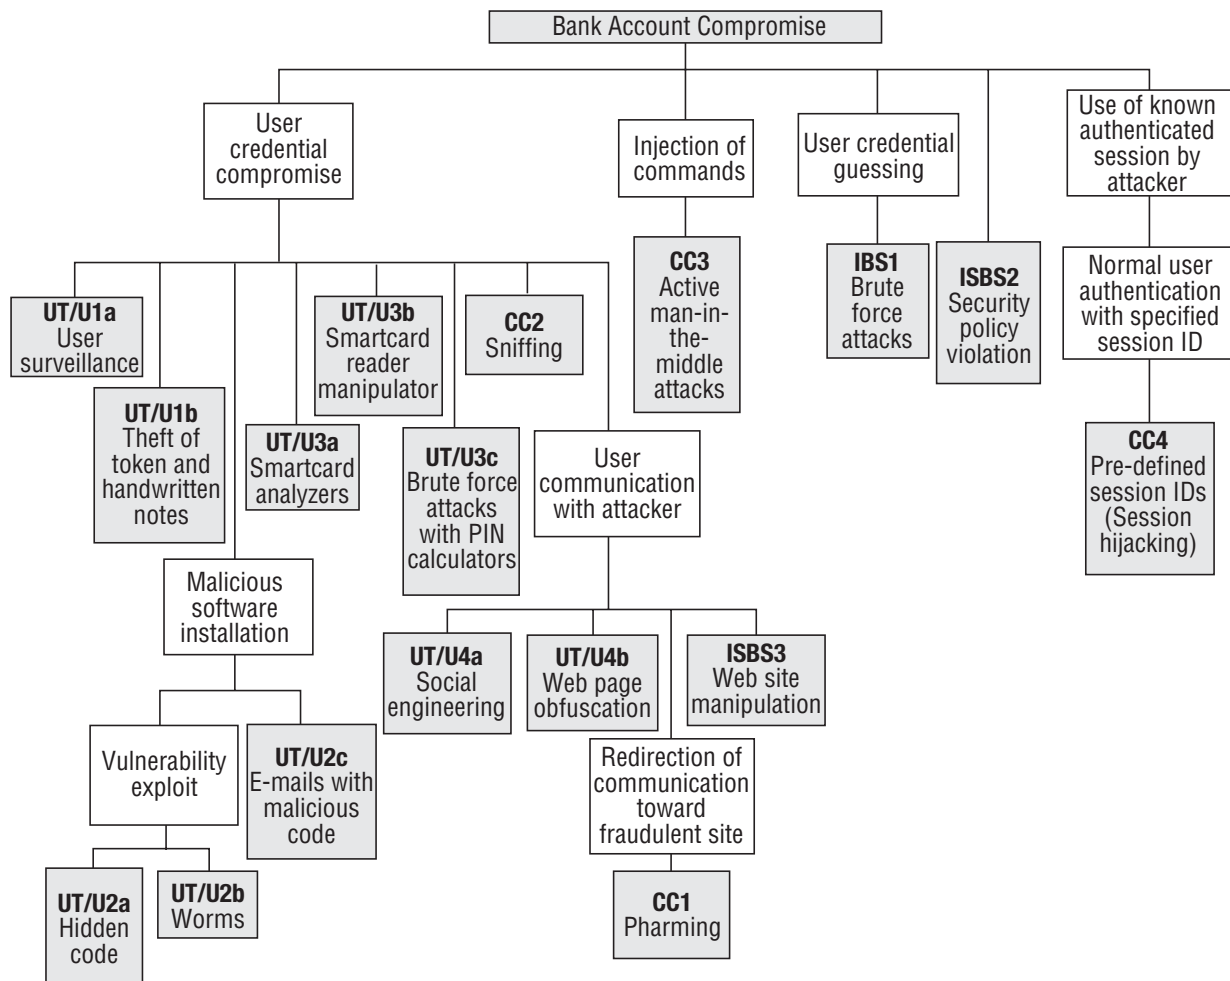 Bank Account Compromise
User
credential
compromise
Injection of
commands
User credential
guessing
Use of known
authenticated
session by
attacker
UT/U1a
User
surveillance
UT/U1b
Theft of
token and
handwritten
notes
UT/U3a
Smartcard
analyzers
UT/U3b
Smartcard
reader
manipulator
UT/U3c
Brute force
attacks
with PIN
calculators
CC2
Sniffing
User
communication
with attacker
CC3
Active
man-in-
the-
middle
attacks
IBS1
Brute
force
attacks
ISBS2
Security
policy
violation
Normal user
authentication
with specified
session ID
CC4
Pre-defined
session IDs
(Session
hijacking)
Malicious
software
installation
UT/U4a
Social
engineering
UT/U4b
Web page
obfuscation
ISBS3
Web site
manipulation
Vulnerability
exploit
UT/U2c
E-mails with
malicious
code
Redirection of
communication
toward
fraudulent site
UT/U2a
Hidden
code
UT/U2b
Worms
CC1
Pharming